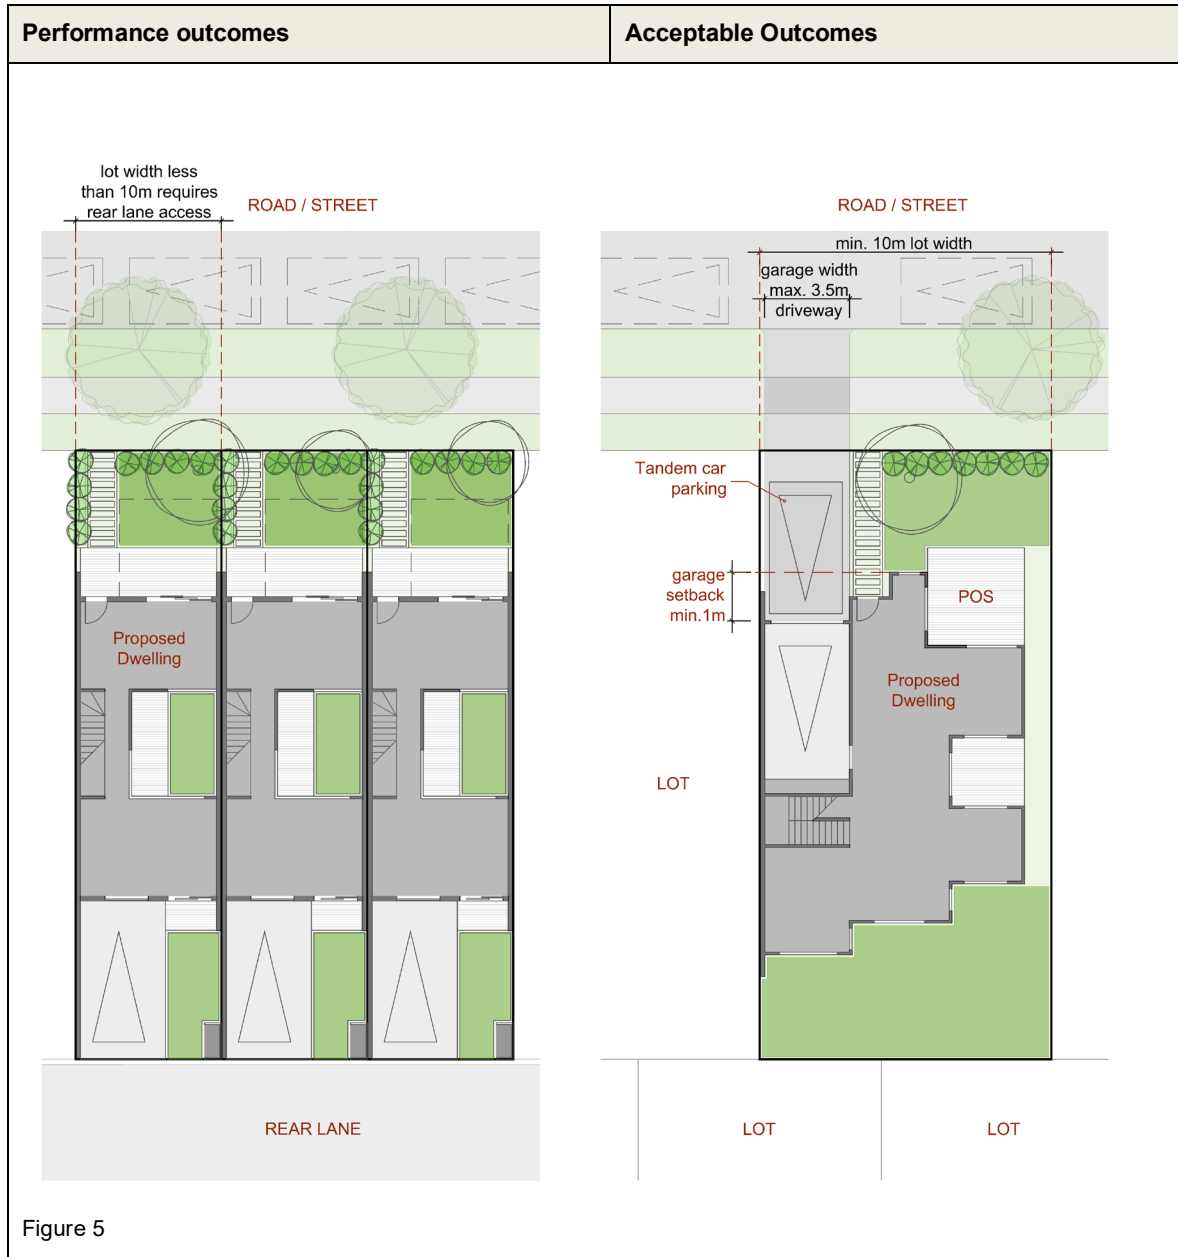 Performance outcomes
Acceptable Outcomes
lot width less
than 10m requires
rear lane access
ROAD / STREET
Proposed
Dwelling
REAR LANE
ROAD / STREET
min. 10m lot width
garage width
max. 3.5m
driveway
Tandem car
parking
garage
setback
min.1m
POS
Proposed
Dwelling
LOT
LOT
LOT
Figure 5